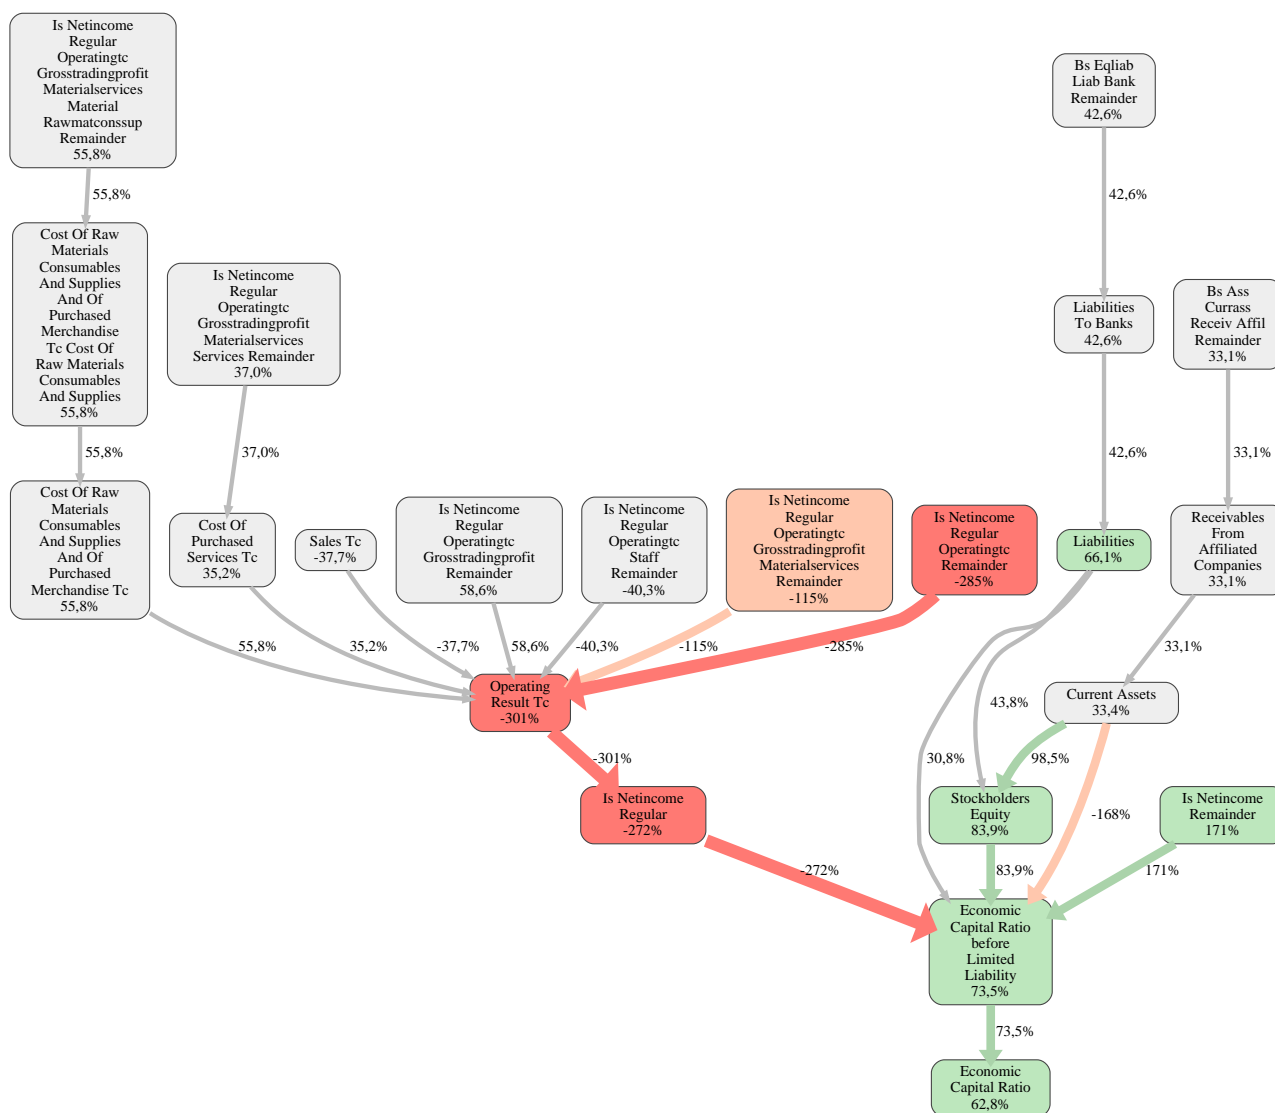 Is Netincome
Regular
Operatingtc
Grosstradingprofit
Materialservices
Material
Rawmatconssup
Remainder
55,8%
Bs Eqliab
Liab Bank
Remainder
42,6%
55,8%
42,6%
Cost Of Raw
Materials
Consumables
And Supplies
And Of
Purchased
Merchandise
Tc Cost Of
Raw Materials
Consumables
And Supplies
55,8%
Is Netincome
Regular
Operatingtc
Grosstradingprofit
Materialservices
Services Remainder
37,0%
Liabilities
To Banks
42,6%
Bs Ass
Currass
Receiv Affil
Remainder
33,1%
55,8%
37,0%
42,6%
33,1%
Cost Of Raw
Materials
Consumables
And Supplies
And Of
Purchased
Merchandise Tc
55,8%
Cost Of
Purchased
Services Tc
35,2%
Sales Tc
-37,7%
Is Netincome
Regular
Operatingtc
Grosstradingprofit
Remainder
58,6%
Is Netincome
Regular
Operatingtc
Staff
Remainder
-40,3%
Is Netincome
Regular
Operatingtc
Grosstradingprofit
Materialservices
Remainder
-115%
Is Netincome
Regular
Operatingtc
Remainder
-285%
Liabilities
66,1%
Receivables
From
Affiliated
Companies
33,1%
55,8%
35,2%
-37,7%
58,6%
-40,3%
-115%
-285%
33,1%
Operating
Result Tc
-301%
43,8%
Current Assets
33,4%
-301%
30,8%
98,5%
-168%
Is Netincome
Regular
-272%
Stockholders
Equity
83,9%
Is Netincome
Remainder
171%
-272%
83,9%
171%
Economic
Capital Ratio
before
Limited
Liability
73,5%
73,5%
Economic
Capital Ratio
62,8%